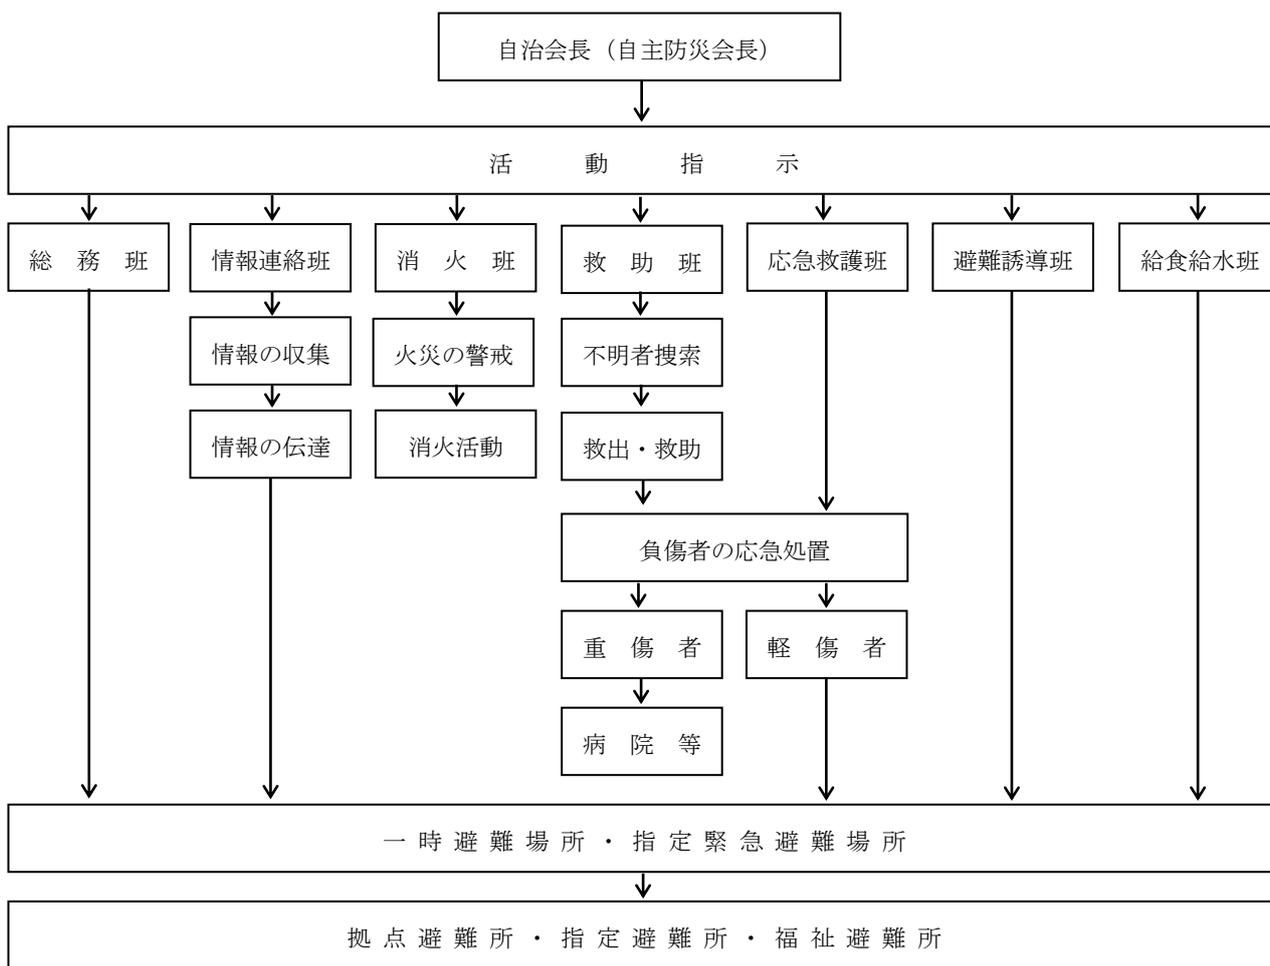 自治会長（自主防災会長）
活　動　指　示
総　務　班
情報連絡班
消　火　班
救　助　班
応急救護班
避難誘導班
給食給水班
情報の収集
火災の警戒
不明者捜索
情報の伝達
消火活動
救出・救助
負傷者の応急処置
重　傷　者
軽　傷　者
病　院　等
一時避難場所・指定緊急避難場所
拠点避難所・指定避難所・福祉避難所